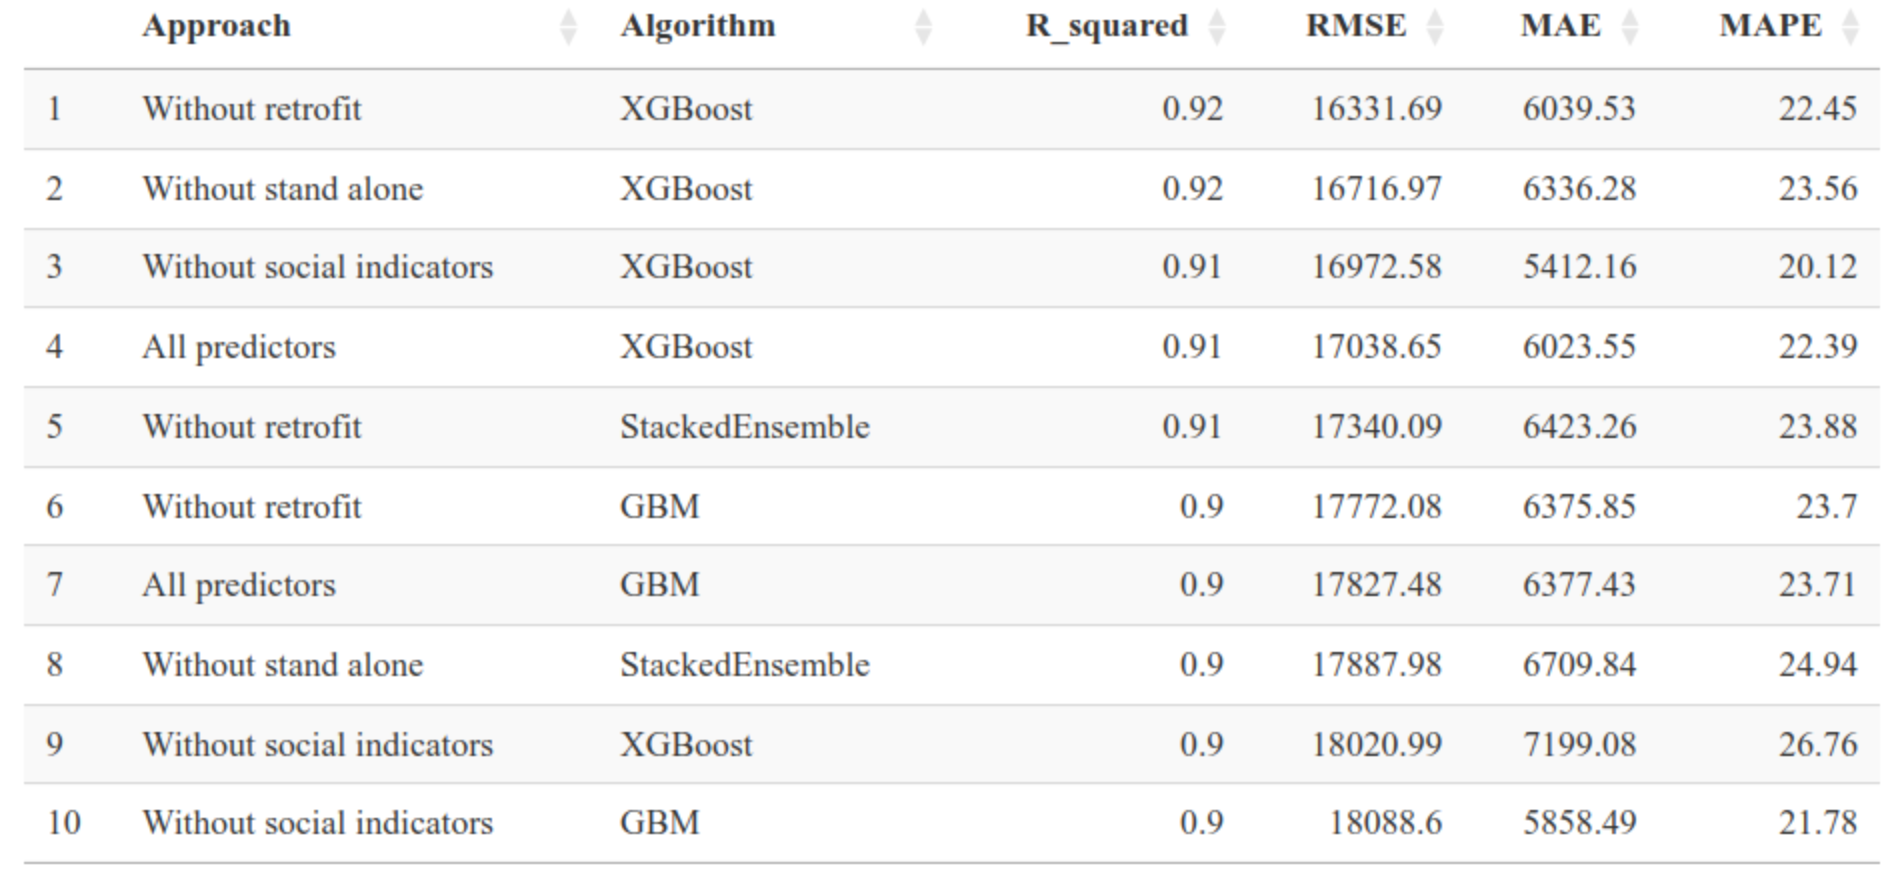 Approach Algorithm R_squared RMSE MAE MAPE
1 Without retrofit XGBoost 0.92 16331.69 6039.53 22.45
2 Without stand alone XGBoost 0.92 16716.97 6336.28 23.56
3 Without social indicators XGBoost 0.91 16972.58 5412.16 20.12
4 All predictors XGBoost 0.91 17038.65 6023.55 22.39
5 Without retrofit StackedEnsemble 0.91 17340.09 6423.26 23.88
6 Without retrofit GBM 0.9 17772.08 6375.85 23.7
7 All predictors GBM 0.9 17827.48 6377.43 23.71
8 Without stand alone StackedEnsemble 0.9 17887.98 6709.84 24.94
9 Without social indicators XGBoost 0.9 18020.99 7199.08 26.76
10 Without social indicators GBM 0.9 18088.6 5858.49 21.78